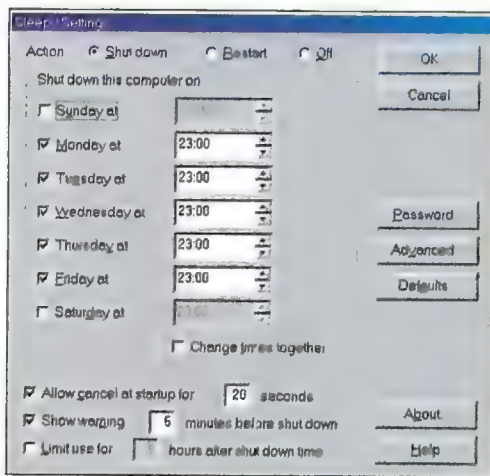 Sleep! Setting
Action Shut down Restart Off
OK
Shut down this computer on
Cancel
Sunday at
Monday at 23:00
Tuesday at 23:00
Wednesday at 23:00
Password
Thursday at 23:00
Advanced
Friday at 23:00
Defaults
Saturday at 23:00
Change times together
Allow cancel at startup for 20 seconds
Show warning minutes before shut down
About
Limit use for hours after shut down time
Help